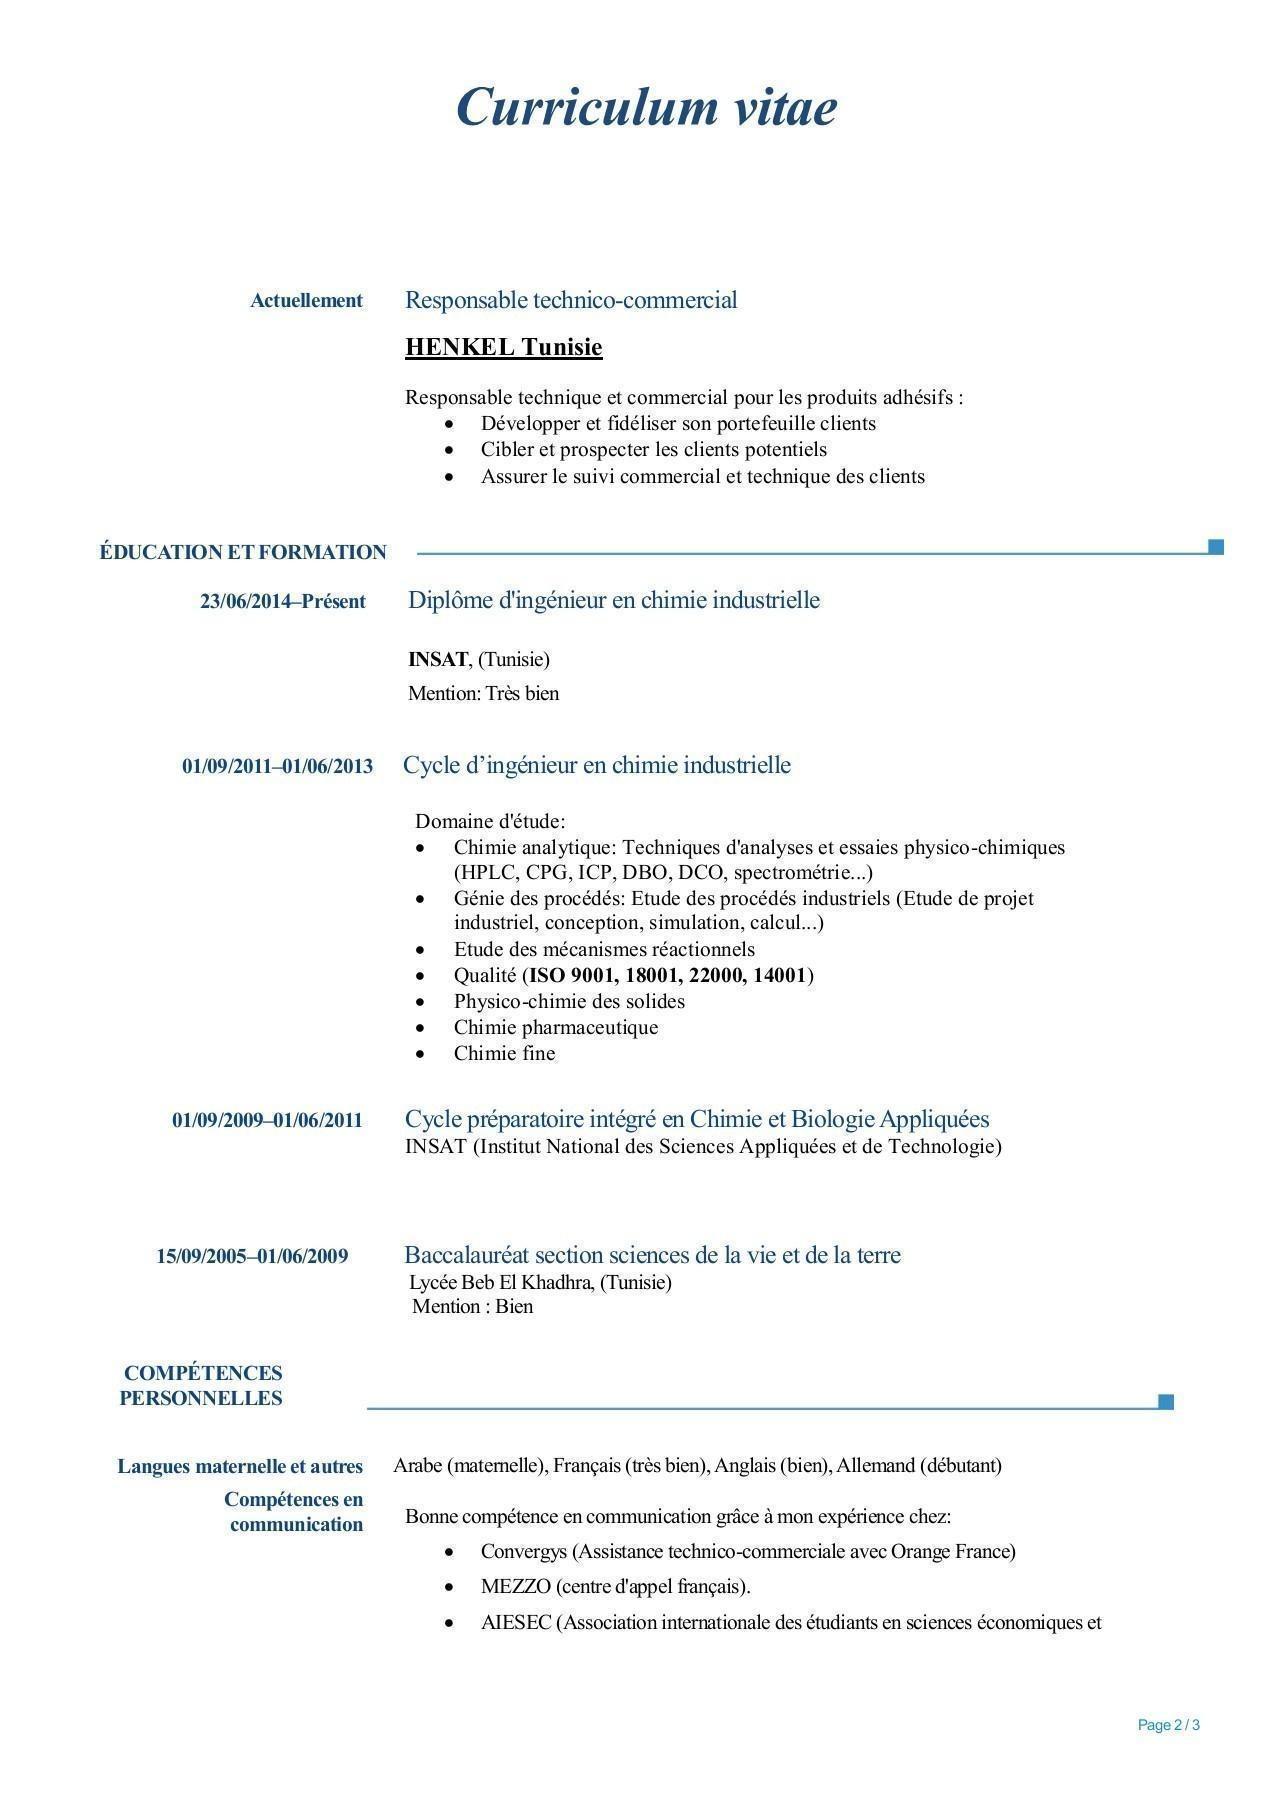 Curriculum vitae
Actuellement
Responsable technico-commercial
HENKEL Tunisie
Responsable technique et commercial pour les produits adhésifs :
• Développer et fidéliser son portefeuille clients
• Cibler et prospecter les clients potentiels
• Assurer le suivi commercial et technique des clients
ÉDUCATION ET FORMATION
23/06/2014–Présent
Diplôme d'ingénieur en chimie industrielle
INSAT, (Tunisie)
Mention: Très bien
01/09/2011–01/06/2013
Cycle d’ingénieur en chimie industrielle
Domaine d'étude:
• Chimie analytique: Techniques d'analyses et essaies physico-chimiques
(HPLC, CPG, ICP, DBO, DCO, spectrométrie...)
• Génie des procédés: Etude des procédés industriels (Etude de projet
industriel, conception, simulation, calcul...)
• Etude des mécanismes réactionnels
• Qualité (ISO 9001, 18001, 22000, 14001)
• Physico-chimie des solides
• Chimie pharmaceutique
• Chimie fine
01/09/2009–01/06/2011
Cycle préparatoire intégré en Chimie et Biologie Appliquées
INSAT (Institut National des Sciences Appliquées et de Technologie)
15/09/2005–01/06/2009
Baccalauréat section sciences de la vie et de la terre
Lycée Beb El Khadhra, (Tunisie)
Mention : Bien
COMPÉTENCES
PERSONNELLES
Langues maternelle et autres
Arabe (maternelle), Français (très bien), Anglais (bien), Allemand (débutant)
Compétences en
communication
Bonne compétence en communication grâce à mon expérience chez:
• Convergys (Assistance technico-commerciale avec Orange France)
• MEZZO (centre d'appel français).
• AIESEC (Association internationale des étudiants en sciences économiques et
Page 2 / 3